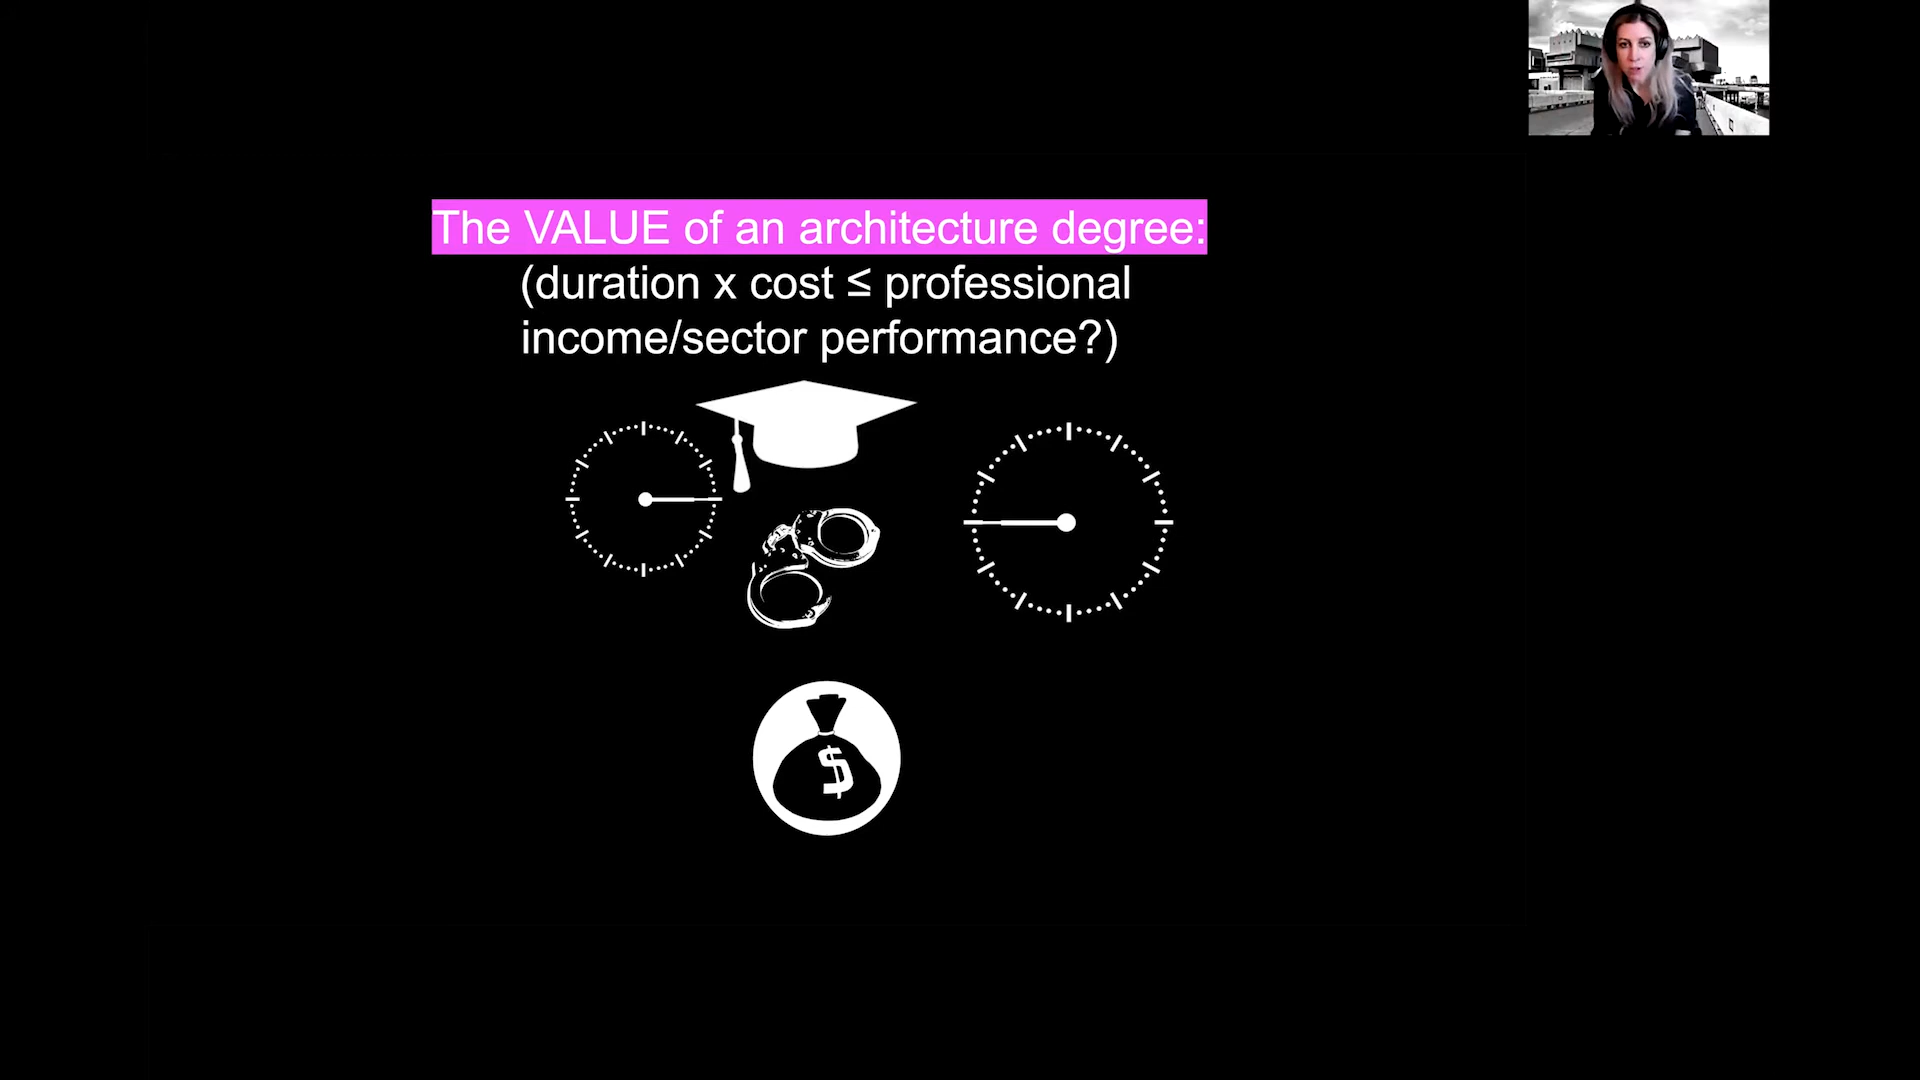 The VALUE of an architecture degree:
(duration x cost ≤ professional
income/sector performance?)
$